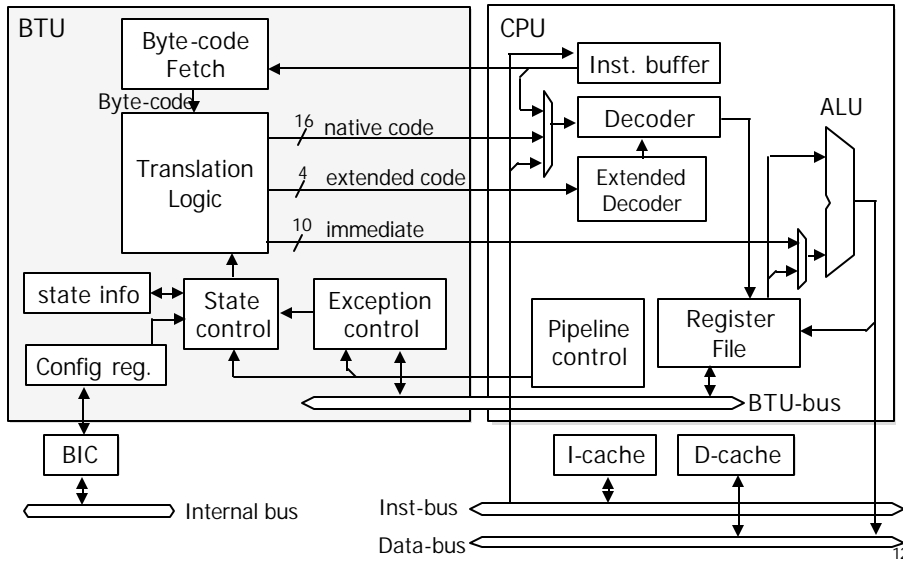 BTU
CPU
Byte-code
Fetch
Inst. buffer
Byte-code
ALU
16
native code
Decoder
Translation
Logic
4
extended code
Extended
Decoder
10
immediate
state info
State
control
Exception
control
Pipeline
control
Register
File
Config reg.
BTU-bus
BIC
I-cache
D-cache
Internal bus
Inst-bus
Data-bus
12